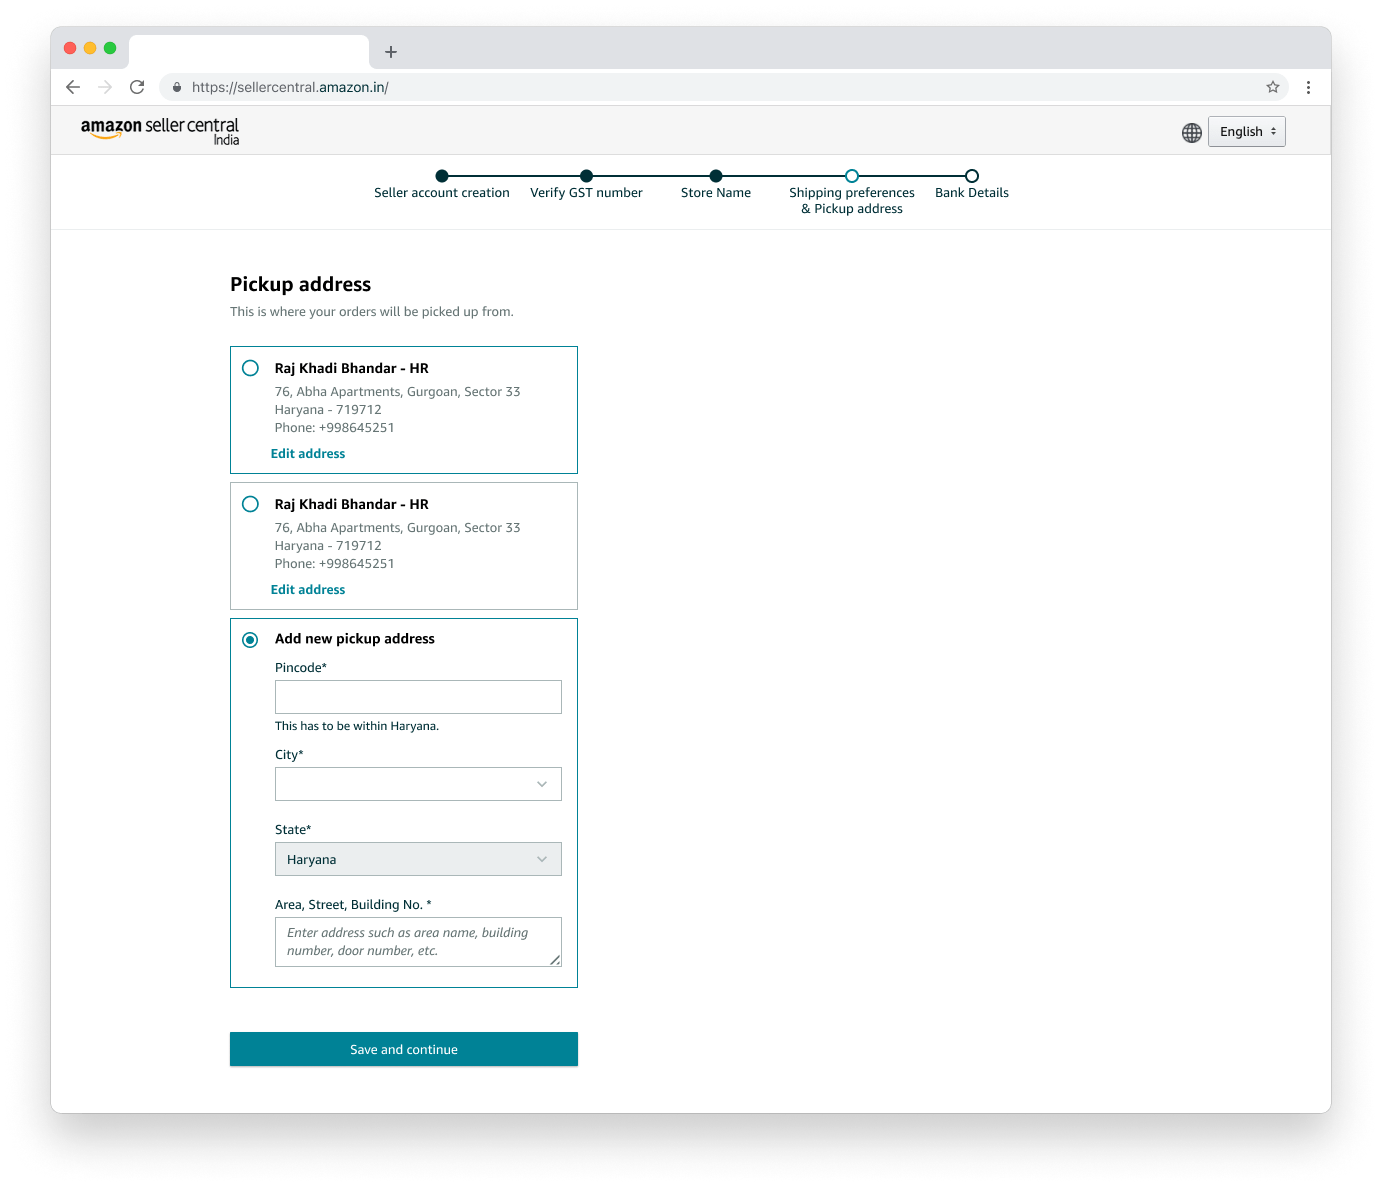 https://sellercentral.amazon.in/
amazon seller central
India
English
Seller account creation
Verify GST number
Store Name
Shipping preferences
& Pickup address
Bank Details
Pickup address
This is where your orders will be picked up from.
Raj Khadi Bhandar - HR
76, Abha Apartments, Gurgoan, Sector 33
Haryana - 719712
Phone: +998645251
Edit address
Raj Khadi Bhandar - HR
76, Abha Apartments, Gurgoan, Sector 33
Haryana - 719712
Phone: +998645251
Edit address
Add new pickup address
Pincode*
This has to be within Haryana.
City*
State*
Haryana
Area, Street, Building No. *
Enter address such as area name, building
number, door number, etc.
Save and continue